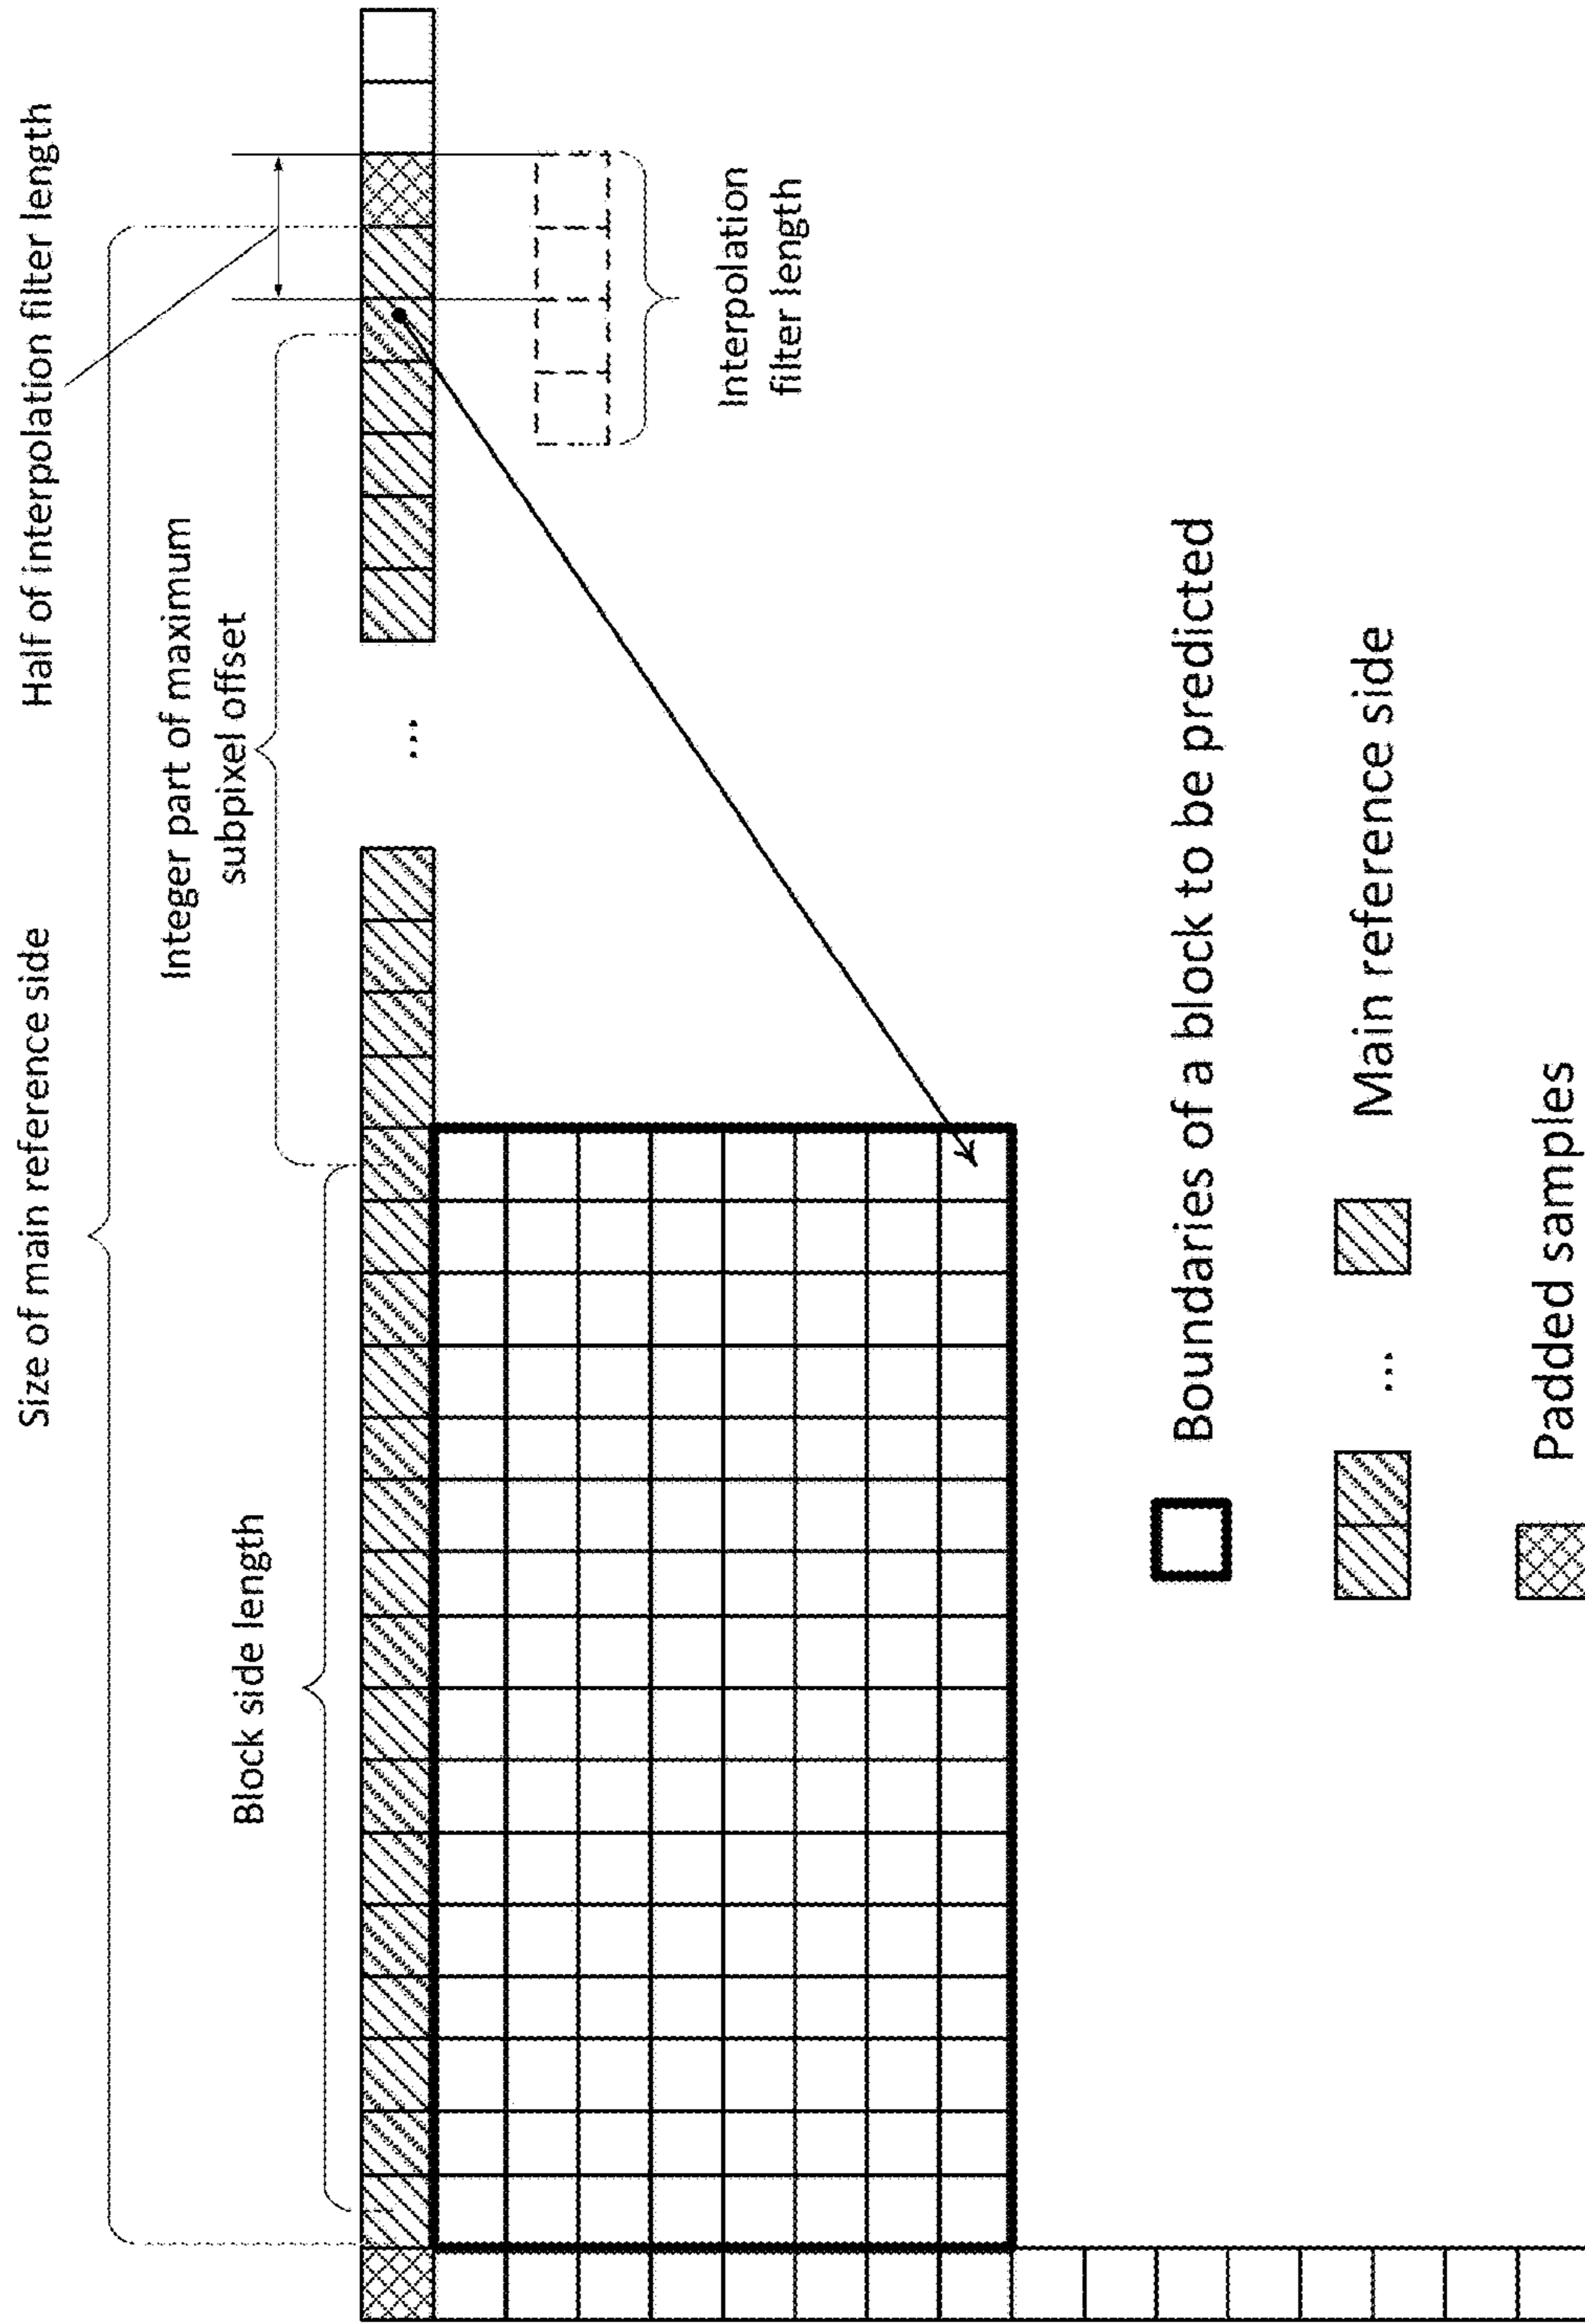 Size of main reference side
Half of interpolation filter length
Block side length
Integer part of maximum
subpixel offset
...
Interpolation
filter length
Boundaries of a block to be predicted
... Main reference side
Padded samples